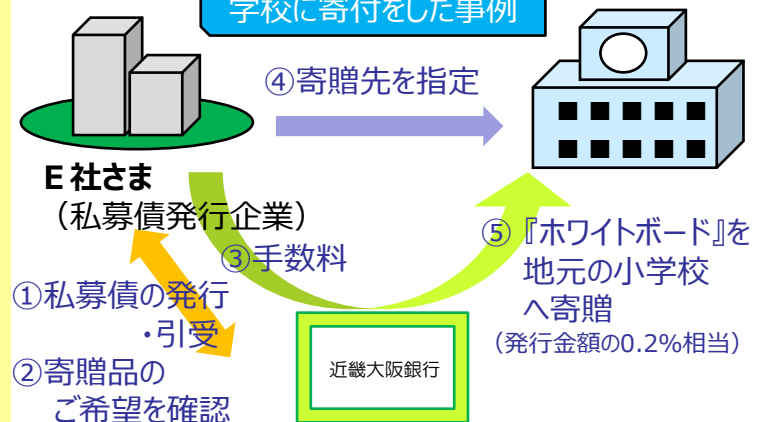 学校に寄付をした事例
④寄贈先を指定
E社さま
（私募債発行企業）
③手数料
①私募債の発行
・引受
②寄贈品の
ご希望を確認
近畿大阪銀行
⑤『ホワイトボード』を
地元の小学校
へ寄贈
（発行金額の0.2%相当）